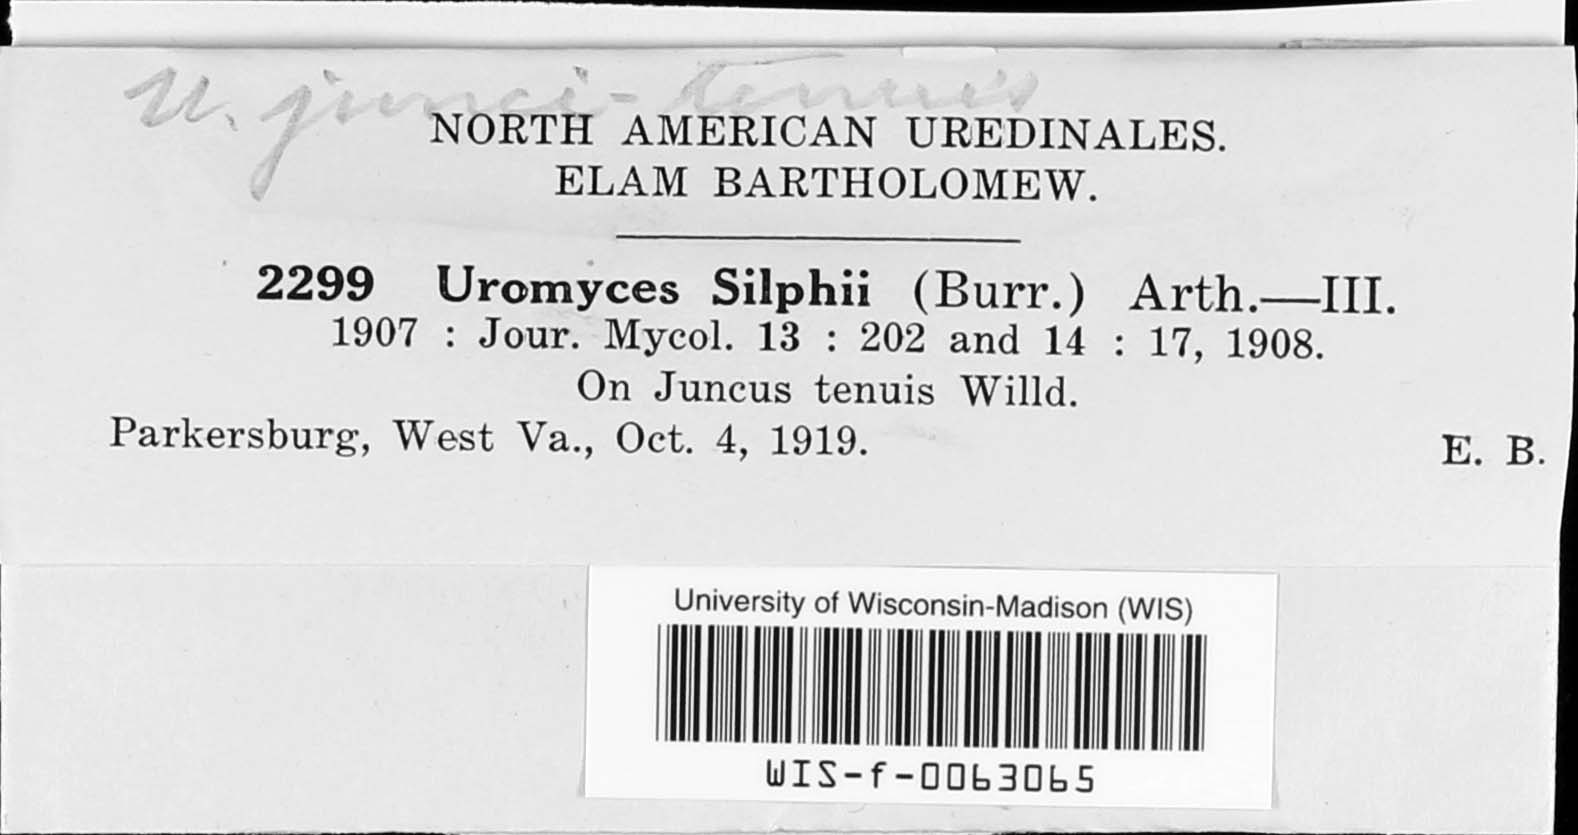 U. junci-tenuis
NORTH AMERICAN UREDINALES.
ELAM BARTHOLOMEW.
2299 Uromyces Silphii (Burr.) Arth.—III.
1907 : Jour. Mycol. 13 : 202 and 14 : 17, 1908.
On Juncus tenuis Willd.
Parkersburg, West Va., Oct. 4, 1919. E. B.
University of Wisconsin-Madison (WIS)
WIS-f-0063065